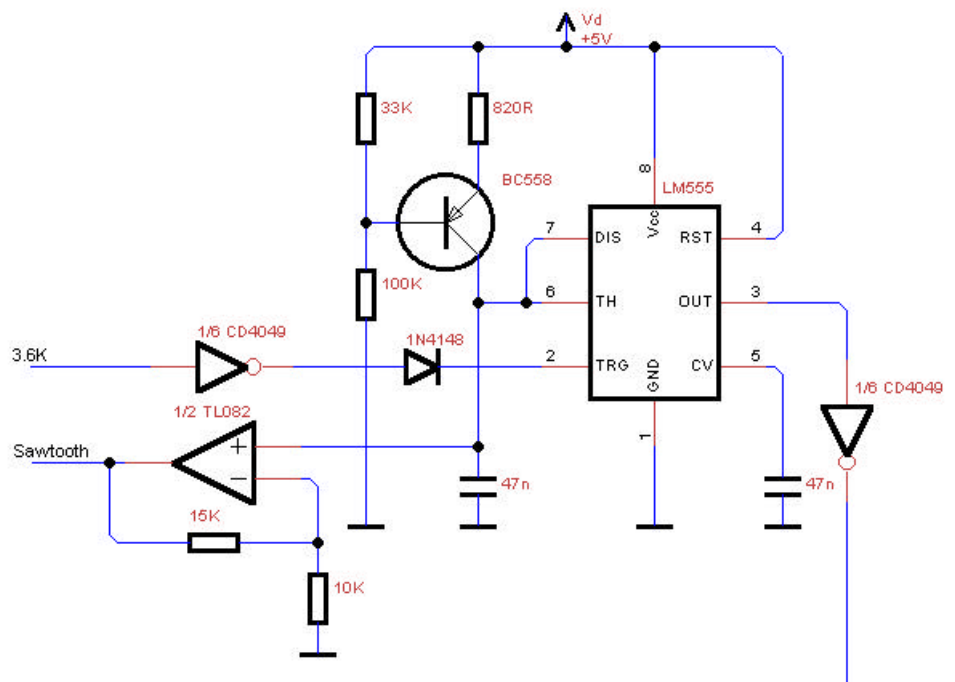 Vd
+5V
33K
820R
BC558
8
LM555
Vcc
7
DIS
RST
4
100K
6
TH
OUT
3
1/6 CD4049
1N4148
3.6K
2
TRG
GND
CV
5
1/6 CD4049
1/2 TL082
1
Sawtooth
+
−
47n
47n
15K
10K